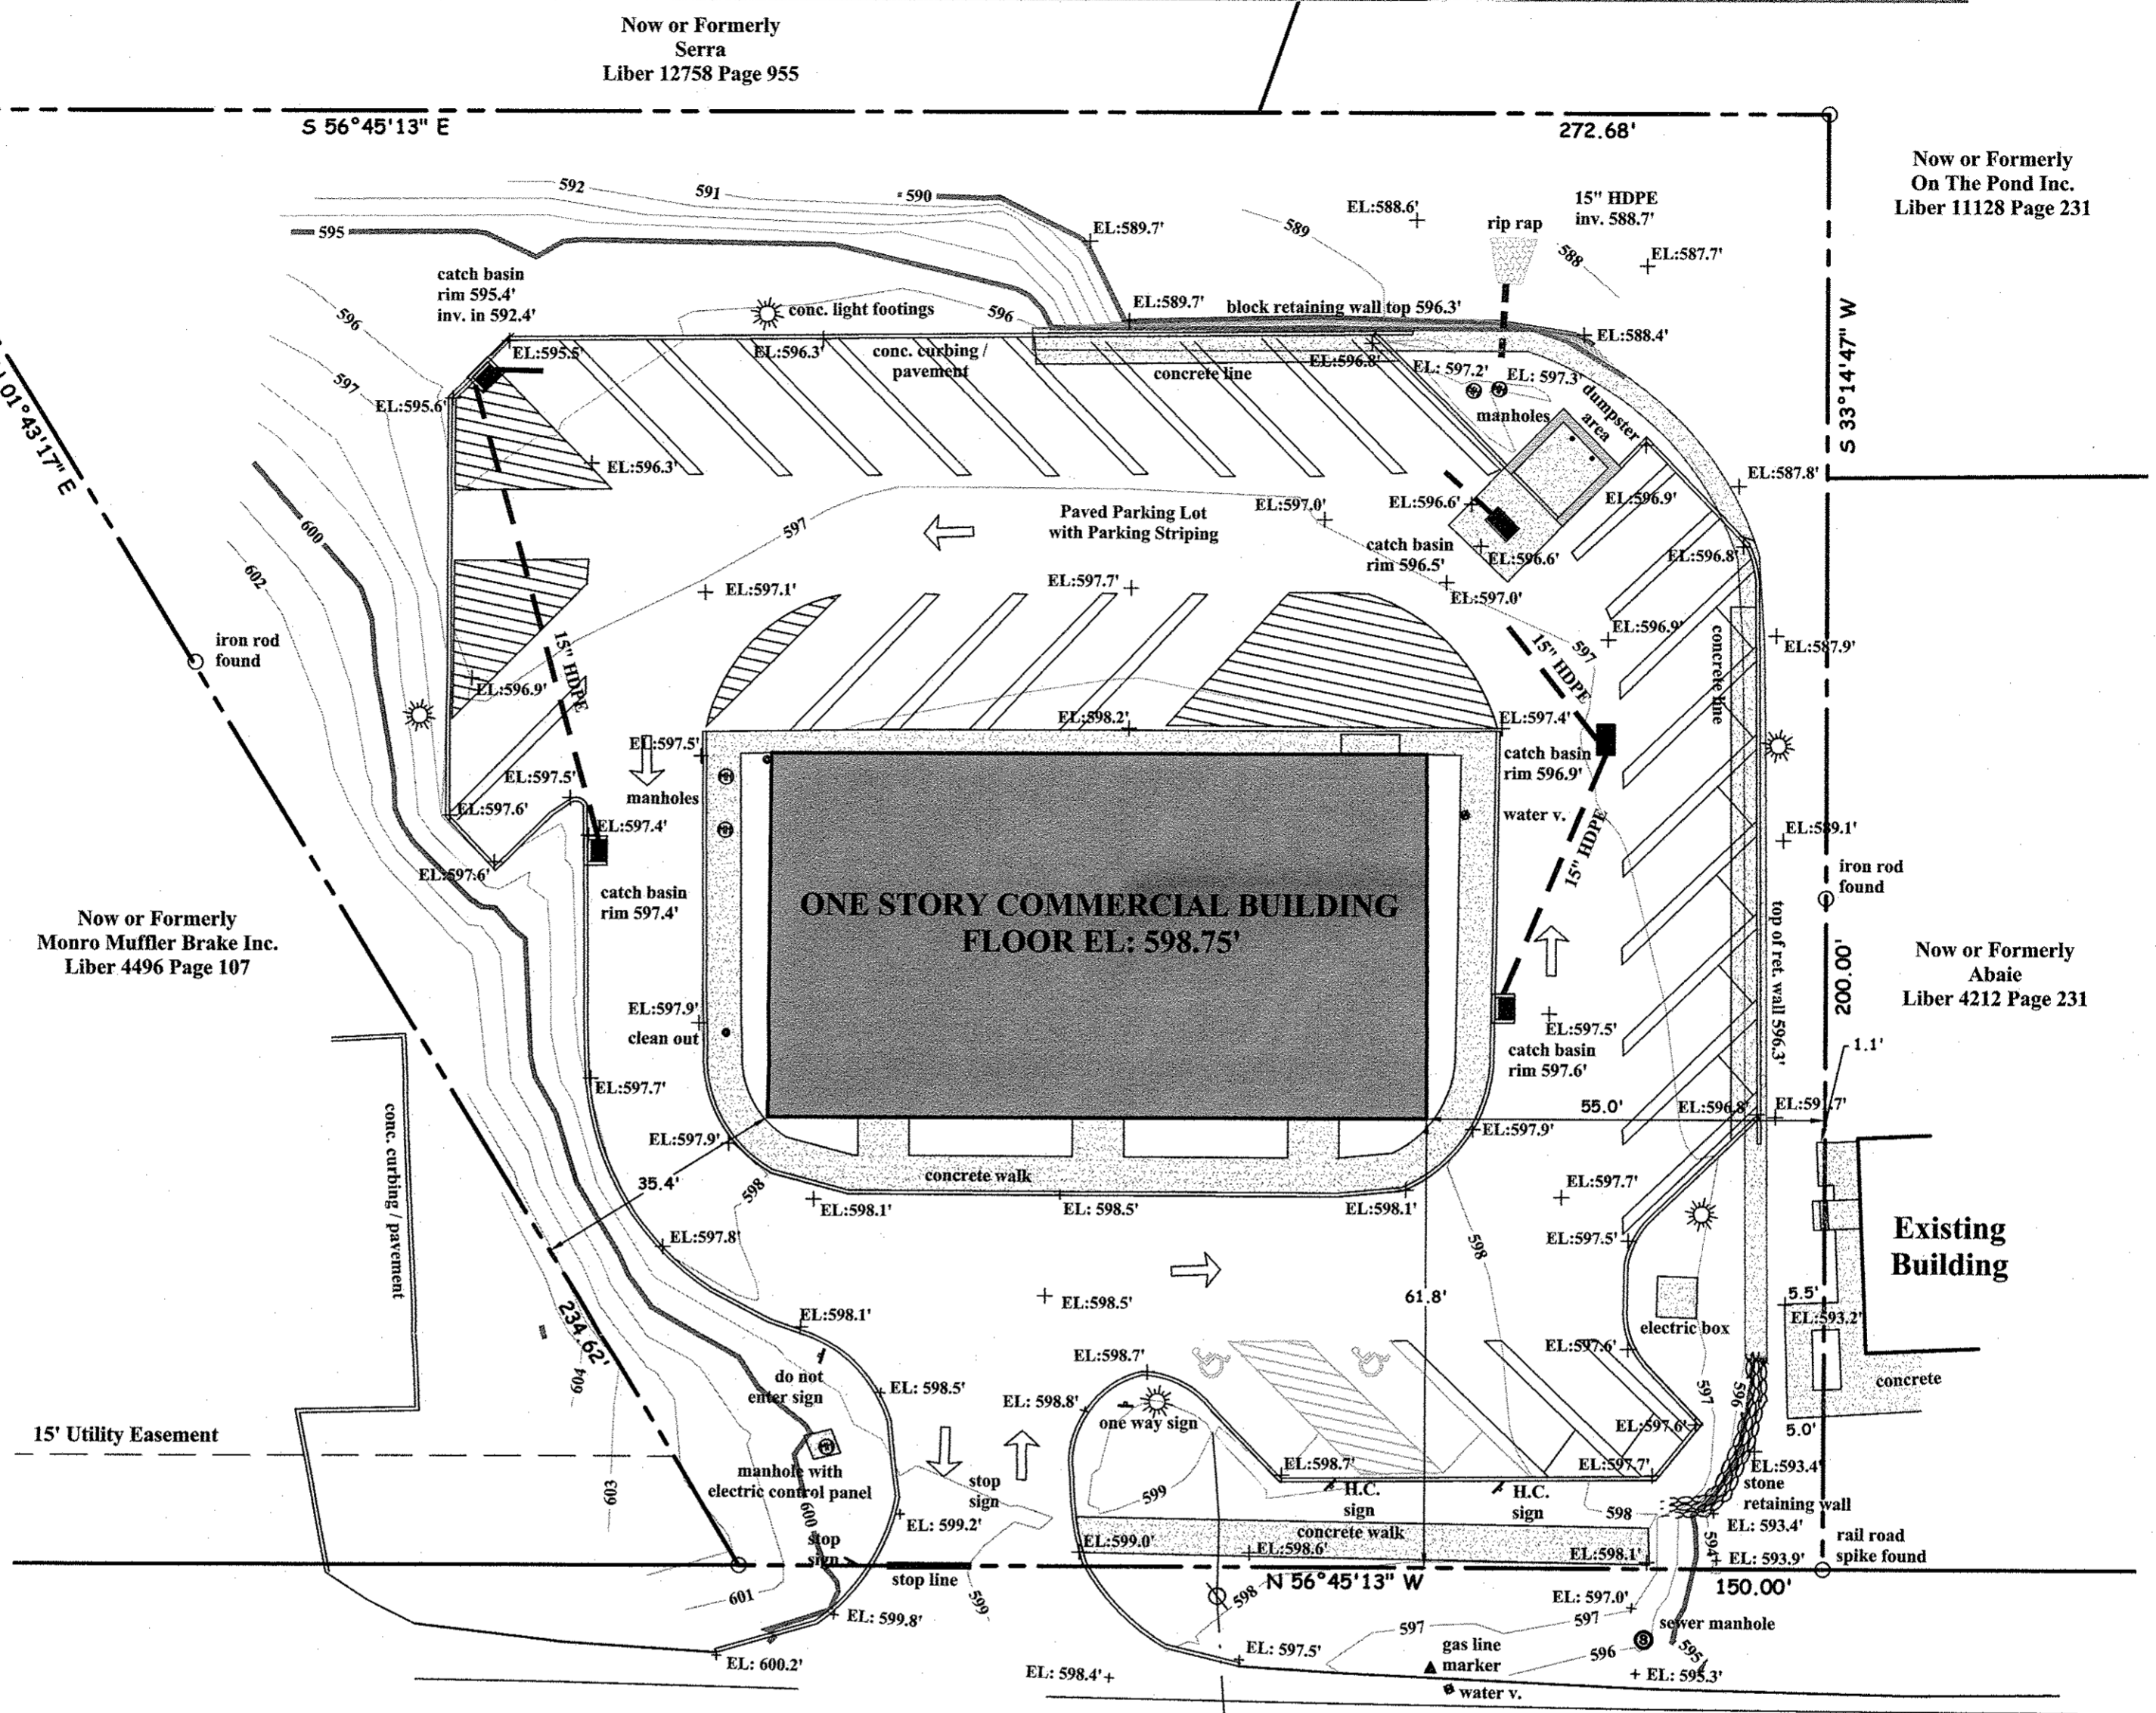 Now or Formerly
Serra
Liber 12758 Page 955
S 56°45'13" E
272.68'
Now or Formerly
On The Pond Inc.
Liber 11128 Page 231
592
591
590
595
EL:589.7'
EL:588.6'
589
rip rap
15" HDPE
inv. 588.7'
588
EL:587.7'
catch basin
rim 595.4'
inv. in 592.4'
596
conc. light footings
596
EL:589.7'
block retaining wall top 596.3'
EL:588.4'
S 33°14'47" W
EL:595.5'
EL:596.3'
conc. curbing /
pavement
concrete line
EL:596.8'
EL: 597.2'
EL: 597.3'
manholes
dumpster
area
597
EL:595.6'
01°43'17" E
EL:596.3'
EL:587.8'
600
602
597
Paved Parking Lot
with Parking Striping
EL:597.0'
EL:596.6'
EL:596.9'
catch basin
rim 596.5'
EL:596.6'
EL:596.8'
EL:597.1'
EL:597.7'
EL:597.0'
iron rod
found
15" HDPE
EL:596.9'
15" HDPE
597
EL:596.9'
concrete line
EL:587.9'
EL:598.2'
EL:597.4'
EL:597.5'
catch basin
rim 596.9'
EL:597.5'
manholes
EL:597.6'
EL:597.4'
water v.
15" HDPE
EL:589.1'
EL:597.6'
iron rod
found
catch basin
rim 597.4'
ONE STORY COMMERCIAL BUILDING
FLOOR EL: 598.75'
top of ret. wall 596.3'
200.00'
Now or Formerly
Monro Muffler Brake Inc.
Liber 4496 Page 107
Now or Formerly
Abaie
Liber 4212 Page 231
EL:597.9'
clean out
EL:597.5'
catch basin
rim 597.6'
1.1'
EL:597.7'
conc. curbing / pavement
EL:597.9'
EL:597.9'
55.0'
EL:596.8'
35.4'
598
concrete walk
EL:598.1'
EL:598.5'
EL:598.1'
EL:597.7'
EL:597.8'
598
EL:597.5'
Existing
Building
234.62'
604
EL:598.5'
61.8'
electric box
5.5'
EL:593.2'
EL:598.1'
do not
enter sign
EL:598.7'
EL:597.6'
EL: 598.5'
EL: 598.8'
one way sign
597
596
concrete
15' Utility Easement
EL:597.6'
5.0'
manhole with
electric control panel
603
600
stop
sign
599
EL:598.7'
H.C.
sign
H.C.
sign
EL:597.7'
EL:593.4'
stone
retaining wall
598
EL: 599.2'
EL: 593.4'
concrete walk
stop
sign
EL:599.0'
EL:598.6'
EL:598.1'
594
EL: 593.9'
rail road
spike found
stop line
N 56°45'13" W
150.00'
601
599
598
EL:597.0'
EL: 599.8'
597
597
sewer manhole
EL: 600.2'
EL: 597.5'
gas line
marker
596
S
595
EL: 598.4'
EL: 595.3'
water v.